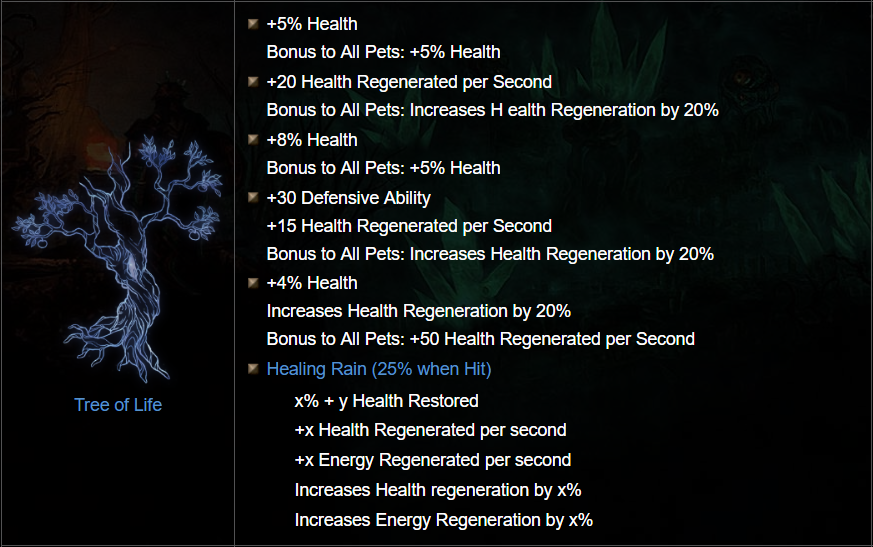 +5% Health
Bonus to All Pets: +5% Health
+20 Health Regenerated per Second
Bonus to All Pets: Increases H ealth Regeneration by 20%
+8% Health
Bonus to All Pets: +5% Health
+30 Defensive Ability
+15 Health Regenerated per Second
Bonus to All Pets: Increases Health Regeneration by 20%
+4% Health
Increases Health Regeneration by 20%
Bonus to All Pets: +50 Health Regenerated per Second
Healing Rain (25% when Hit)
x% + y Health Restored
+x Health Regenerated per second
+x Energy Regenerated per second
Increases Health regeneration by x%
Increases Energy Regeneration by x%
Tree of Life